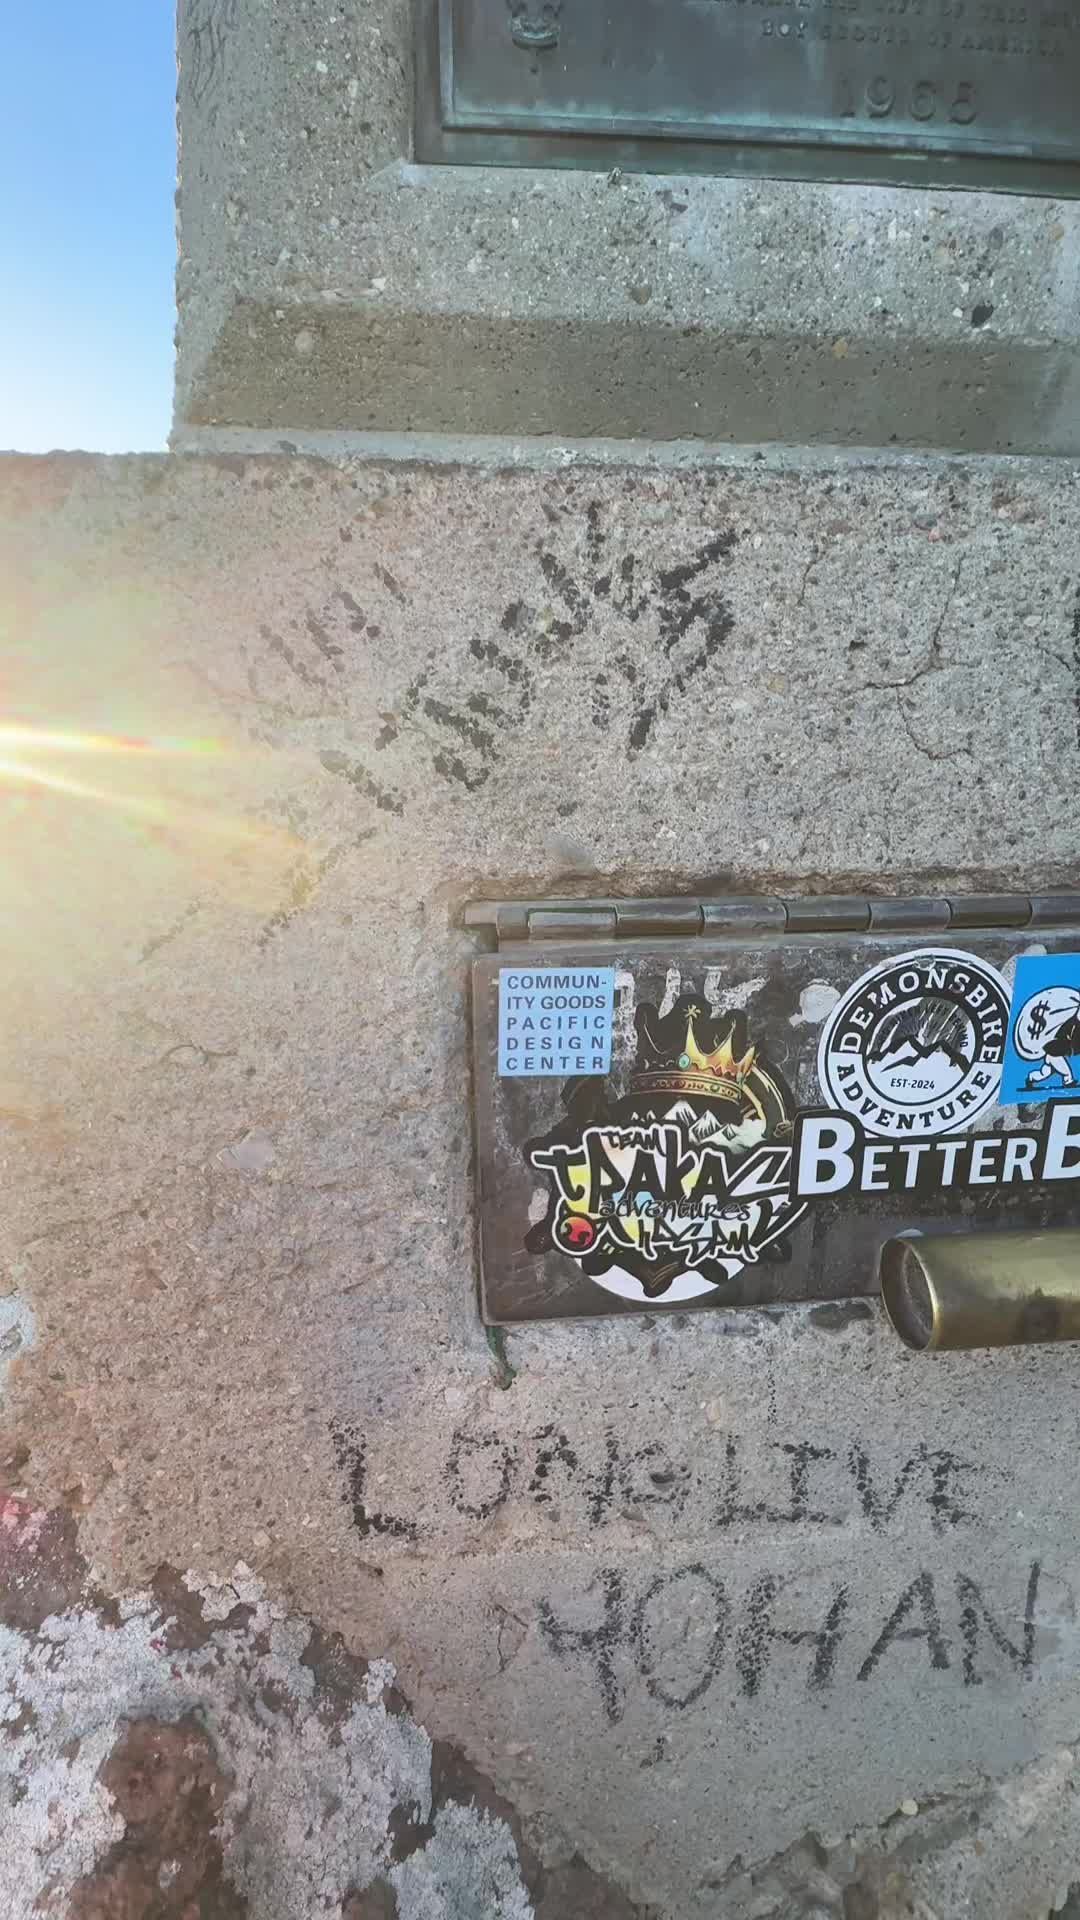 BOY SCOUTS OF AMERICA
1968
COMMUN-
ITY GOODS
PACIFIC
DESIGN
CENTER
DEMONSBIKE
EST-2024
ADVENTURE
$
TEAM
adventures
BETTERB
LONG LIVE
YOHAN